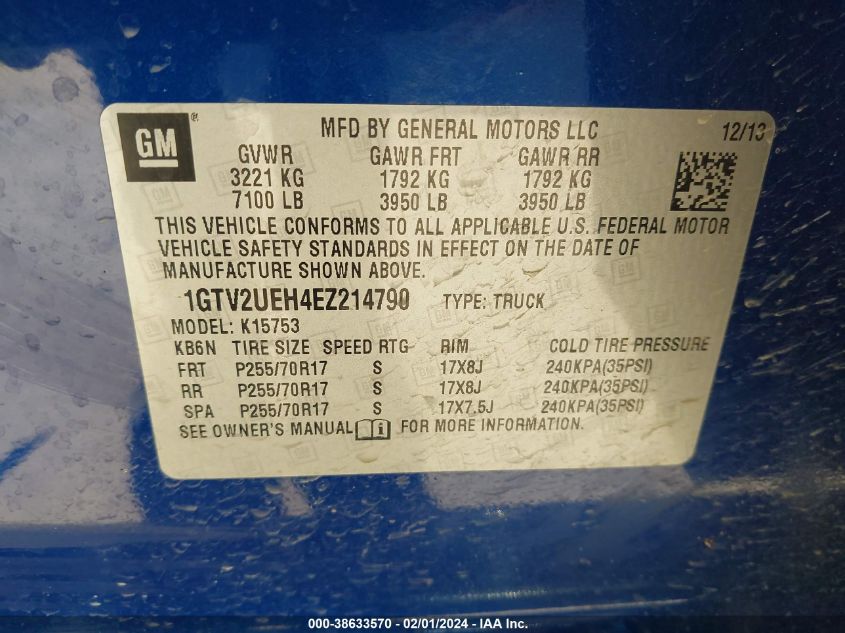 GM ®
MFD BY GENERAL MOTORS LLC 12/13
GVWR GAWR FRT GAWR RR
3221 KG 1792 KG 1792 KG
7100 LB 3950 LB 3950 LB
THIS VEHICLE CONFORMS TO ALL APPLICABLE U.S. FEDERAL MOTOR
VEHICLE SAFETY STANDARDS IN EFFECT ON THE DATE OF
MANUFACTURE SHOWN ABOVE.
1GTV2UEH4EZ214790 TYPE: TRUCK
MODEL: K15753
KB6N TIRE SIZE SPEED RTG RIM COLD TIRE PRESSURE
FRT P255/70R17 S 17X8J 240KPA(35PSI)
RR P255/70R17 S 17X8J 240KPA(35PSI)
SPA P255/70R17 S 17X7.5J 240KPA(35PSI)
SEE OWNER'S MANUAL FOR MORE INFORMATION.
000-38633570 - 02/01/2024 - IAA Inc.